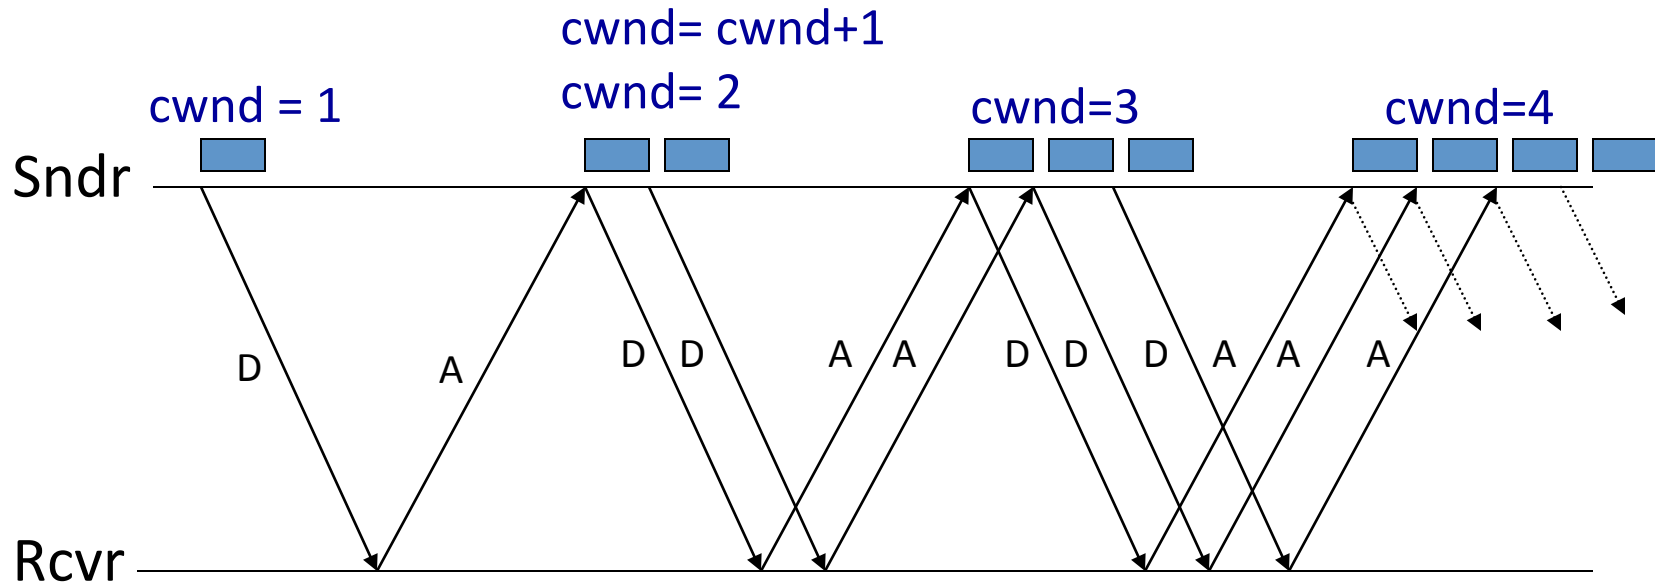 cwnd= cwnd+1
cwnd = 1
cwnd= 2
cwnd=3
cwnd=4
Sndr
D
A
D
D
A
A
D
D
D
A
A
A
Rcvr